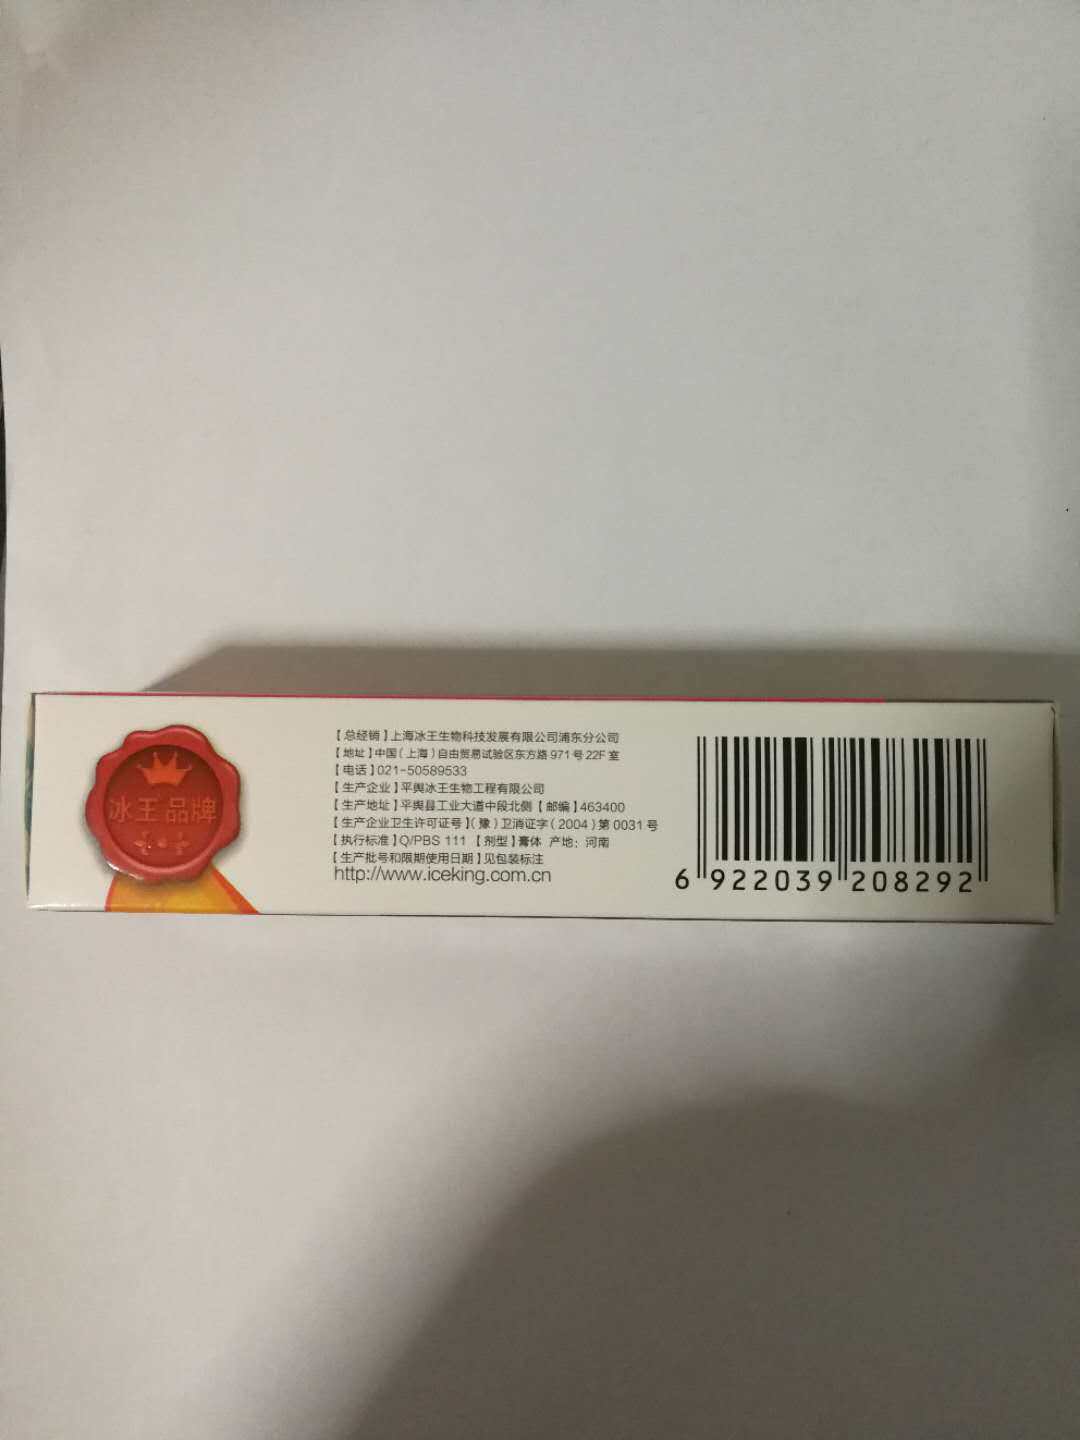 冰王品牌
【总经销】上海冰王生物科技发展有限公司浦东分公司
【地址】中国（上海）自由贸易试验区东方路971号22F室
【电话】021-50589533
【生产企业】平舆冰王生物工程有限公司
【生产地址】平舆县工业大道中段北侧【邮编】463400
【生产企业卫生许可证号】（豫）卫消证字（2004）第0031号
【执行标准】Q/PBS 111 【剂型】膏体 产地：河南
【生产批号和限期使用日期】见包装标注
http://www.iceking.com.cn
6 922039 208292